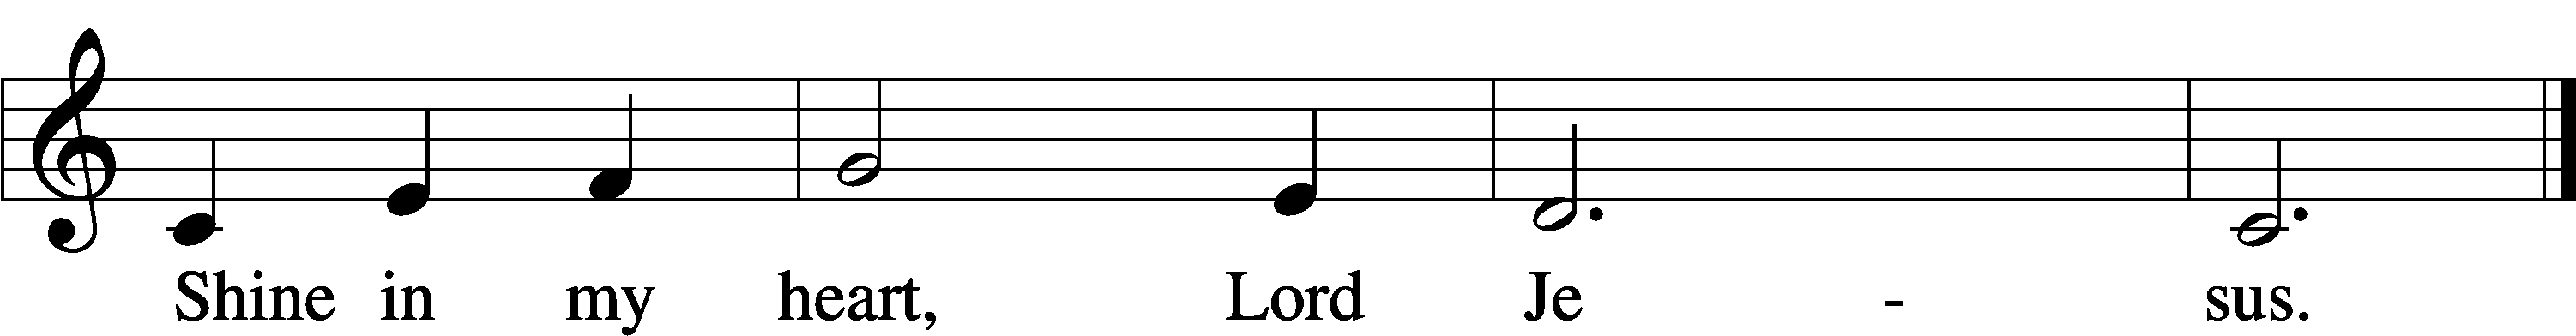 Shine in my heart, Lord Je - sus.